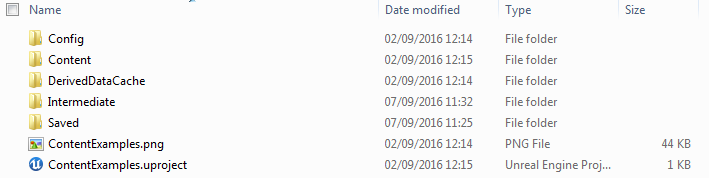 Name Date modified Type Size
Config 02/09/2016 12:14 File folder
Content 02/09/2016 12:15 File folder
DerivedDataCache 02/09/2016 12:14 File folder
Intermediate 07/09/2016 11:32 File folder
Saved 07/09/2016 11:25 File folder
ContentExamples.png 02/09/2016 12:14 PNG File 44 KB
ContentExamples.uproject 02/09/2016 12:15 Unreal Engine Proj... 1 KB